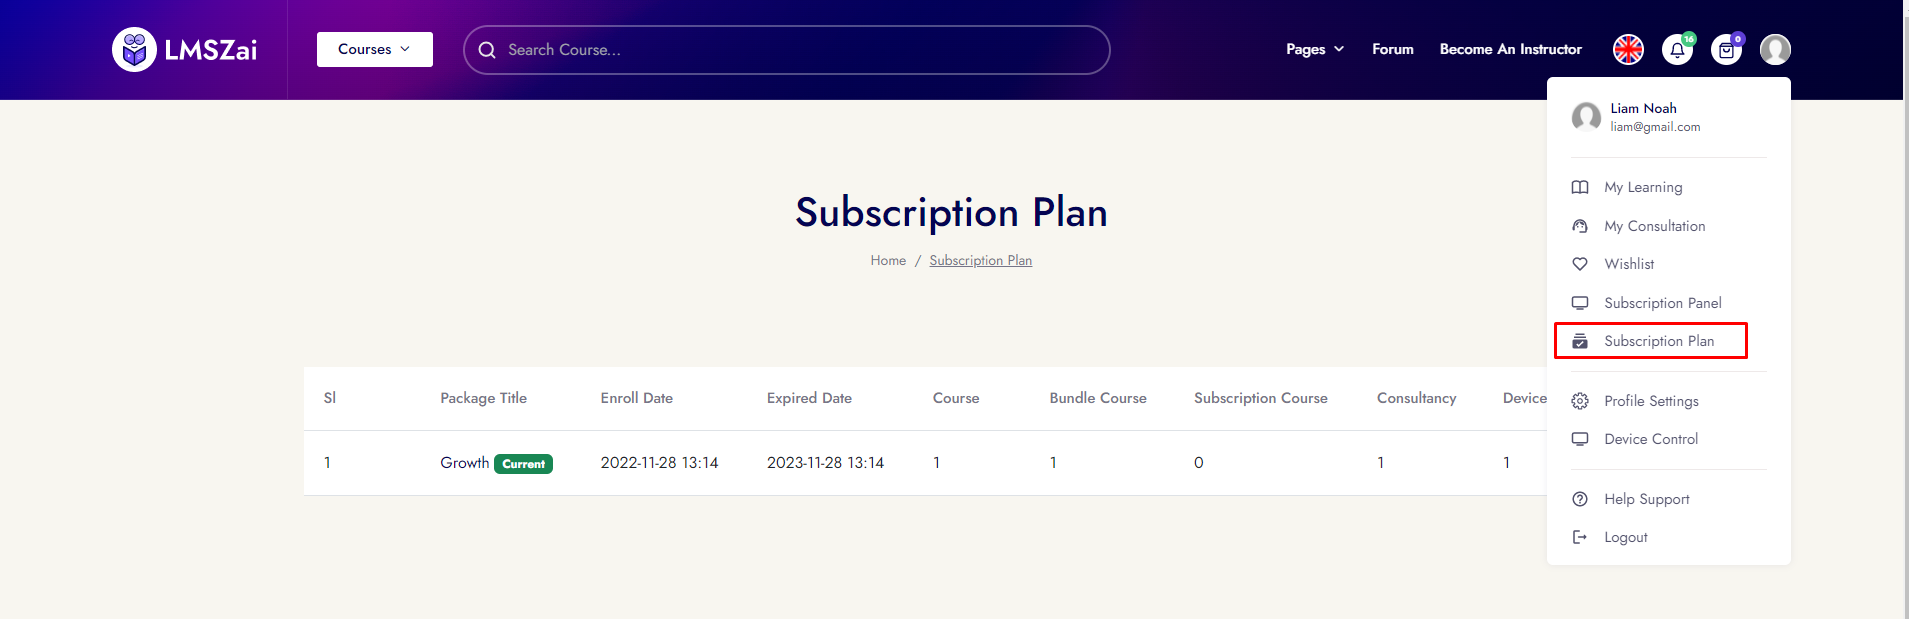 LMSZai
Courses
Search Course...
Pages
Forum
Become An Instructor
16
0
Liam Noah
liam@gmail.com
My Learning
My Consultation
Wishlist
Subscription Panel
Subscription Plan
Profile Settings
Device Control
Help Support
Logout
Subscription Plan
Home / Subscription Plan
Sl Package Title Enroll Date Expired Date Course Bundle Course Subscription Course Consultancy Device
1 Growth Current 2022-11-28 13:14 2023-11-28 13:14 1 1 0 1 1